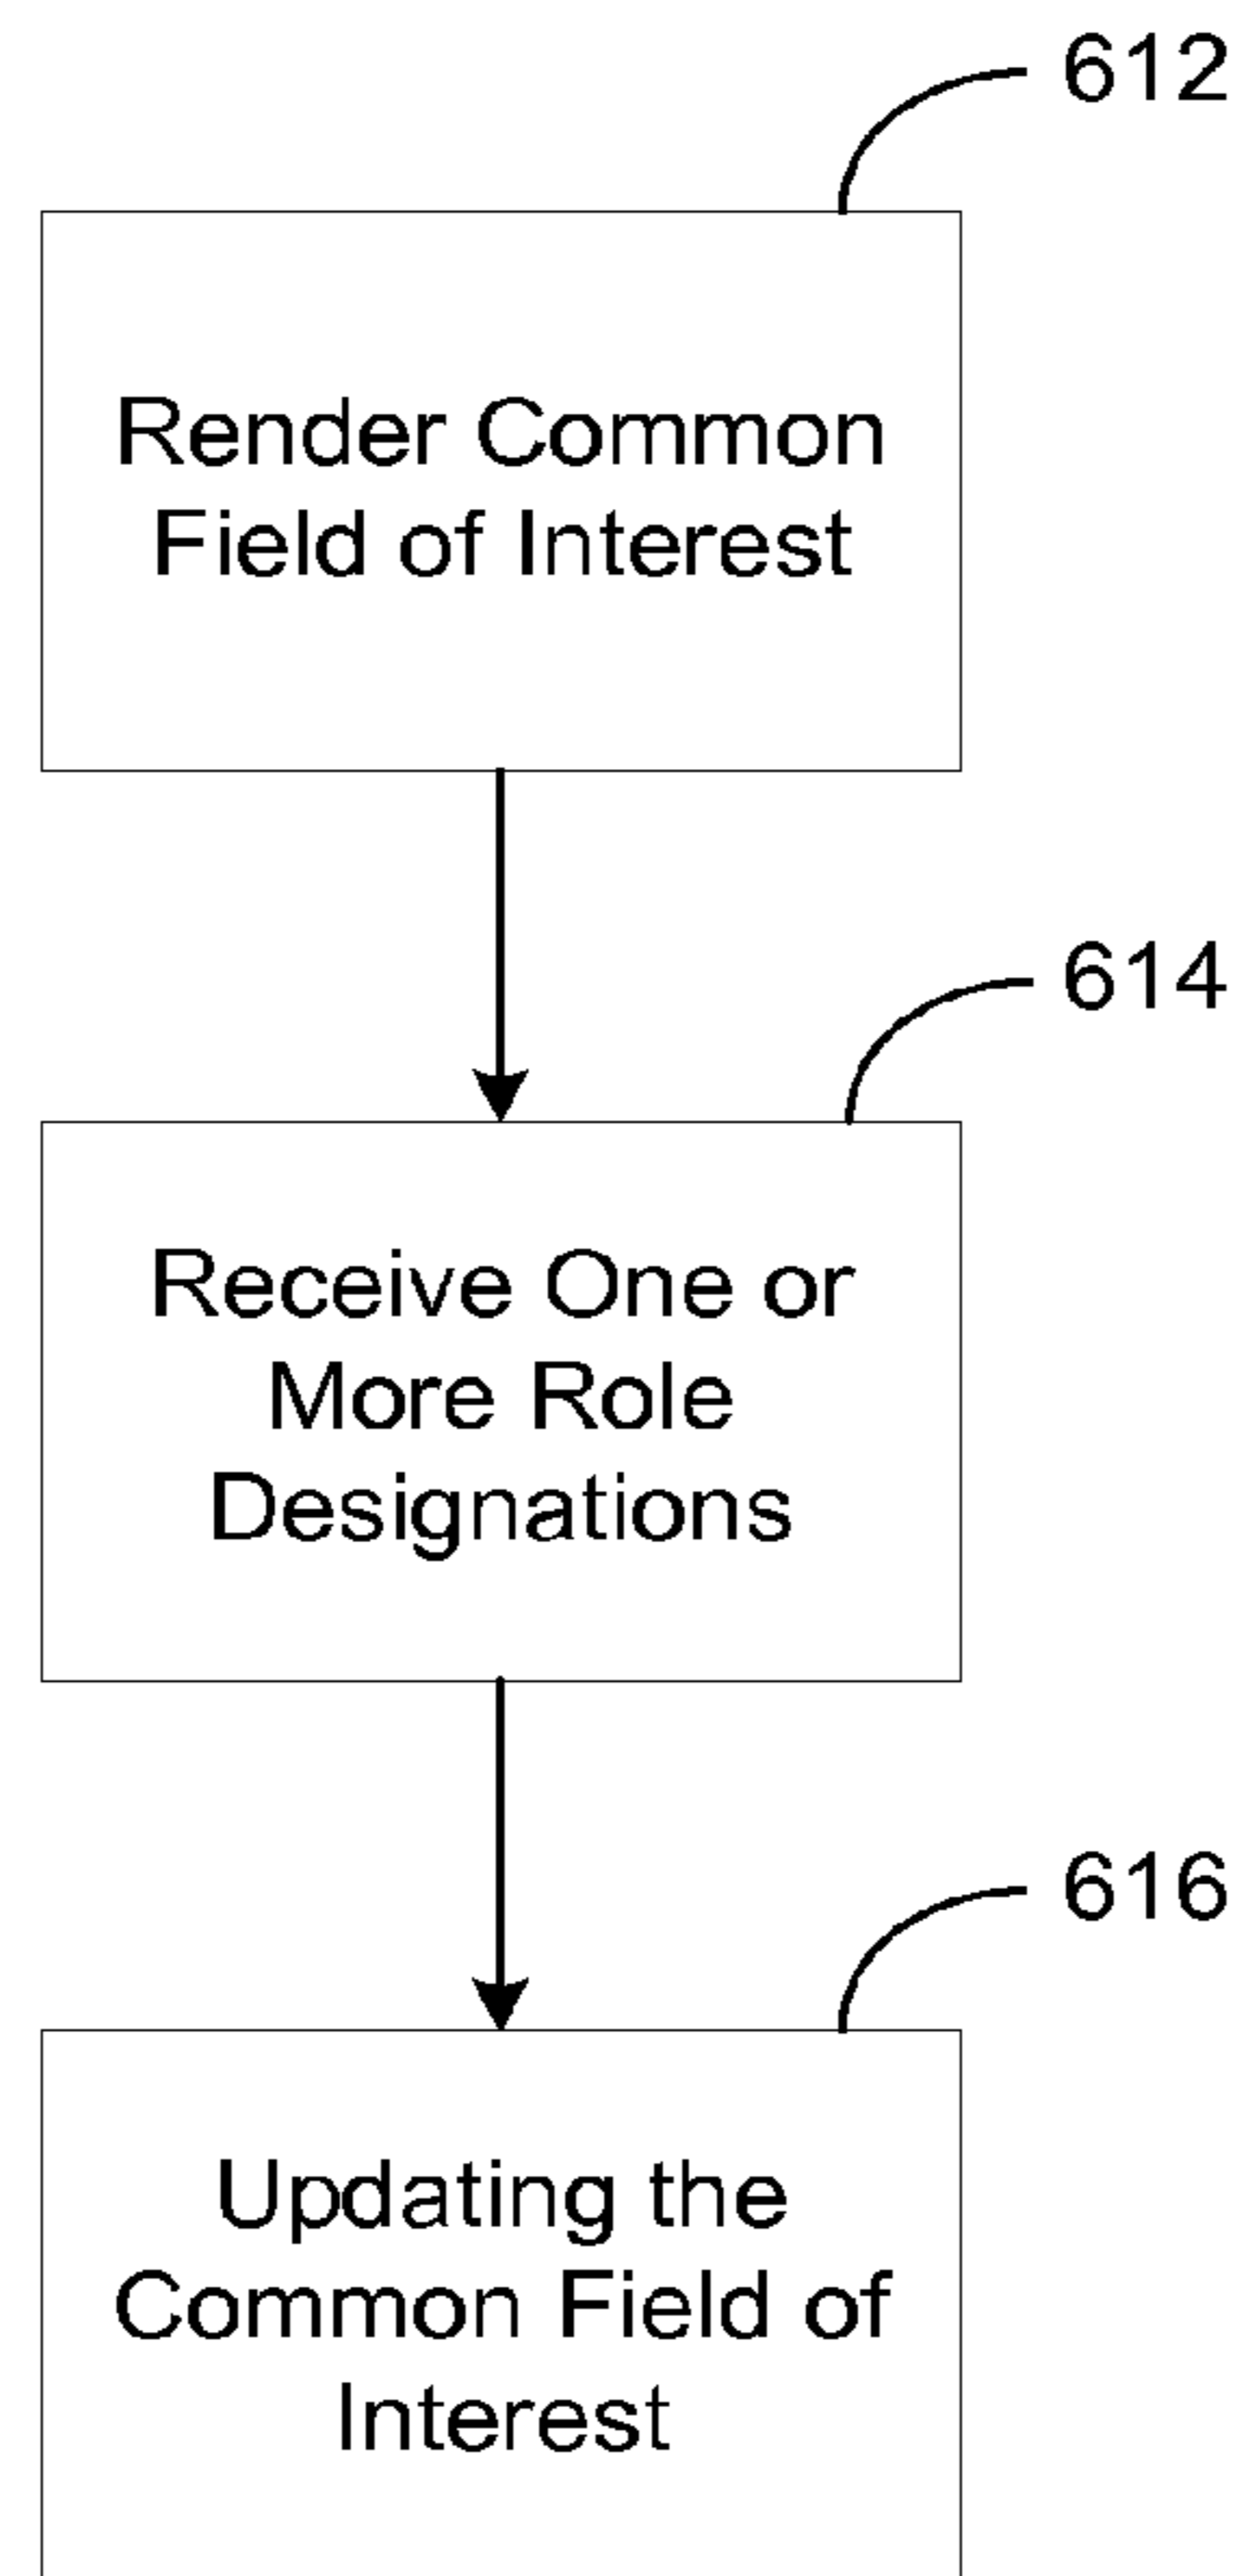 612
Render Common
Field of Interest
614
Receive One or
More Role
Designations
616
Updating the
Common Field of
Interest